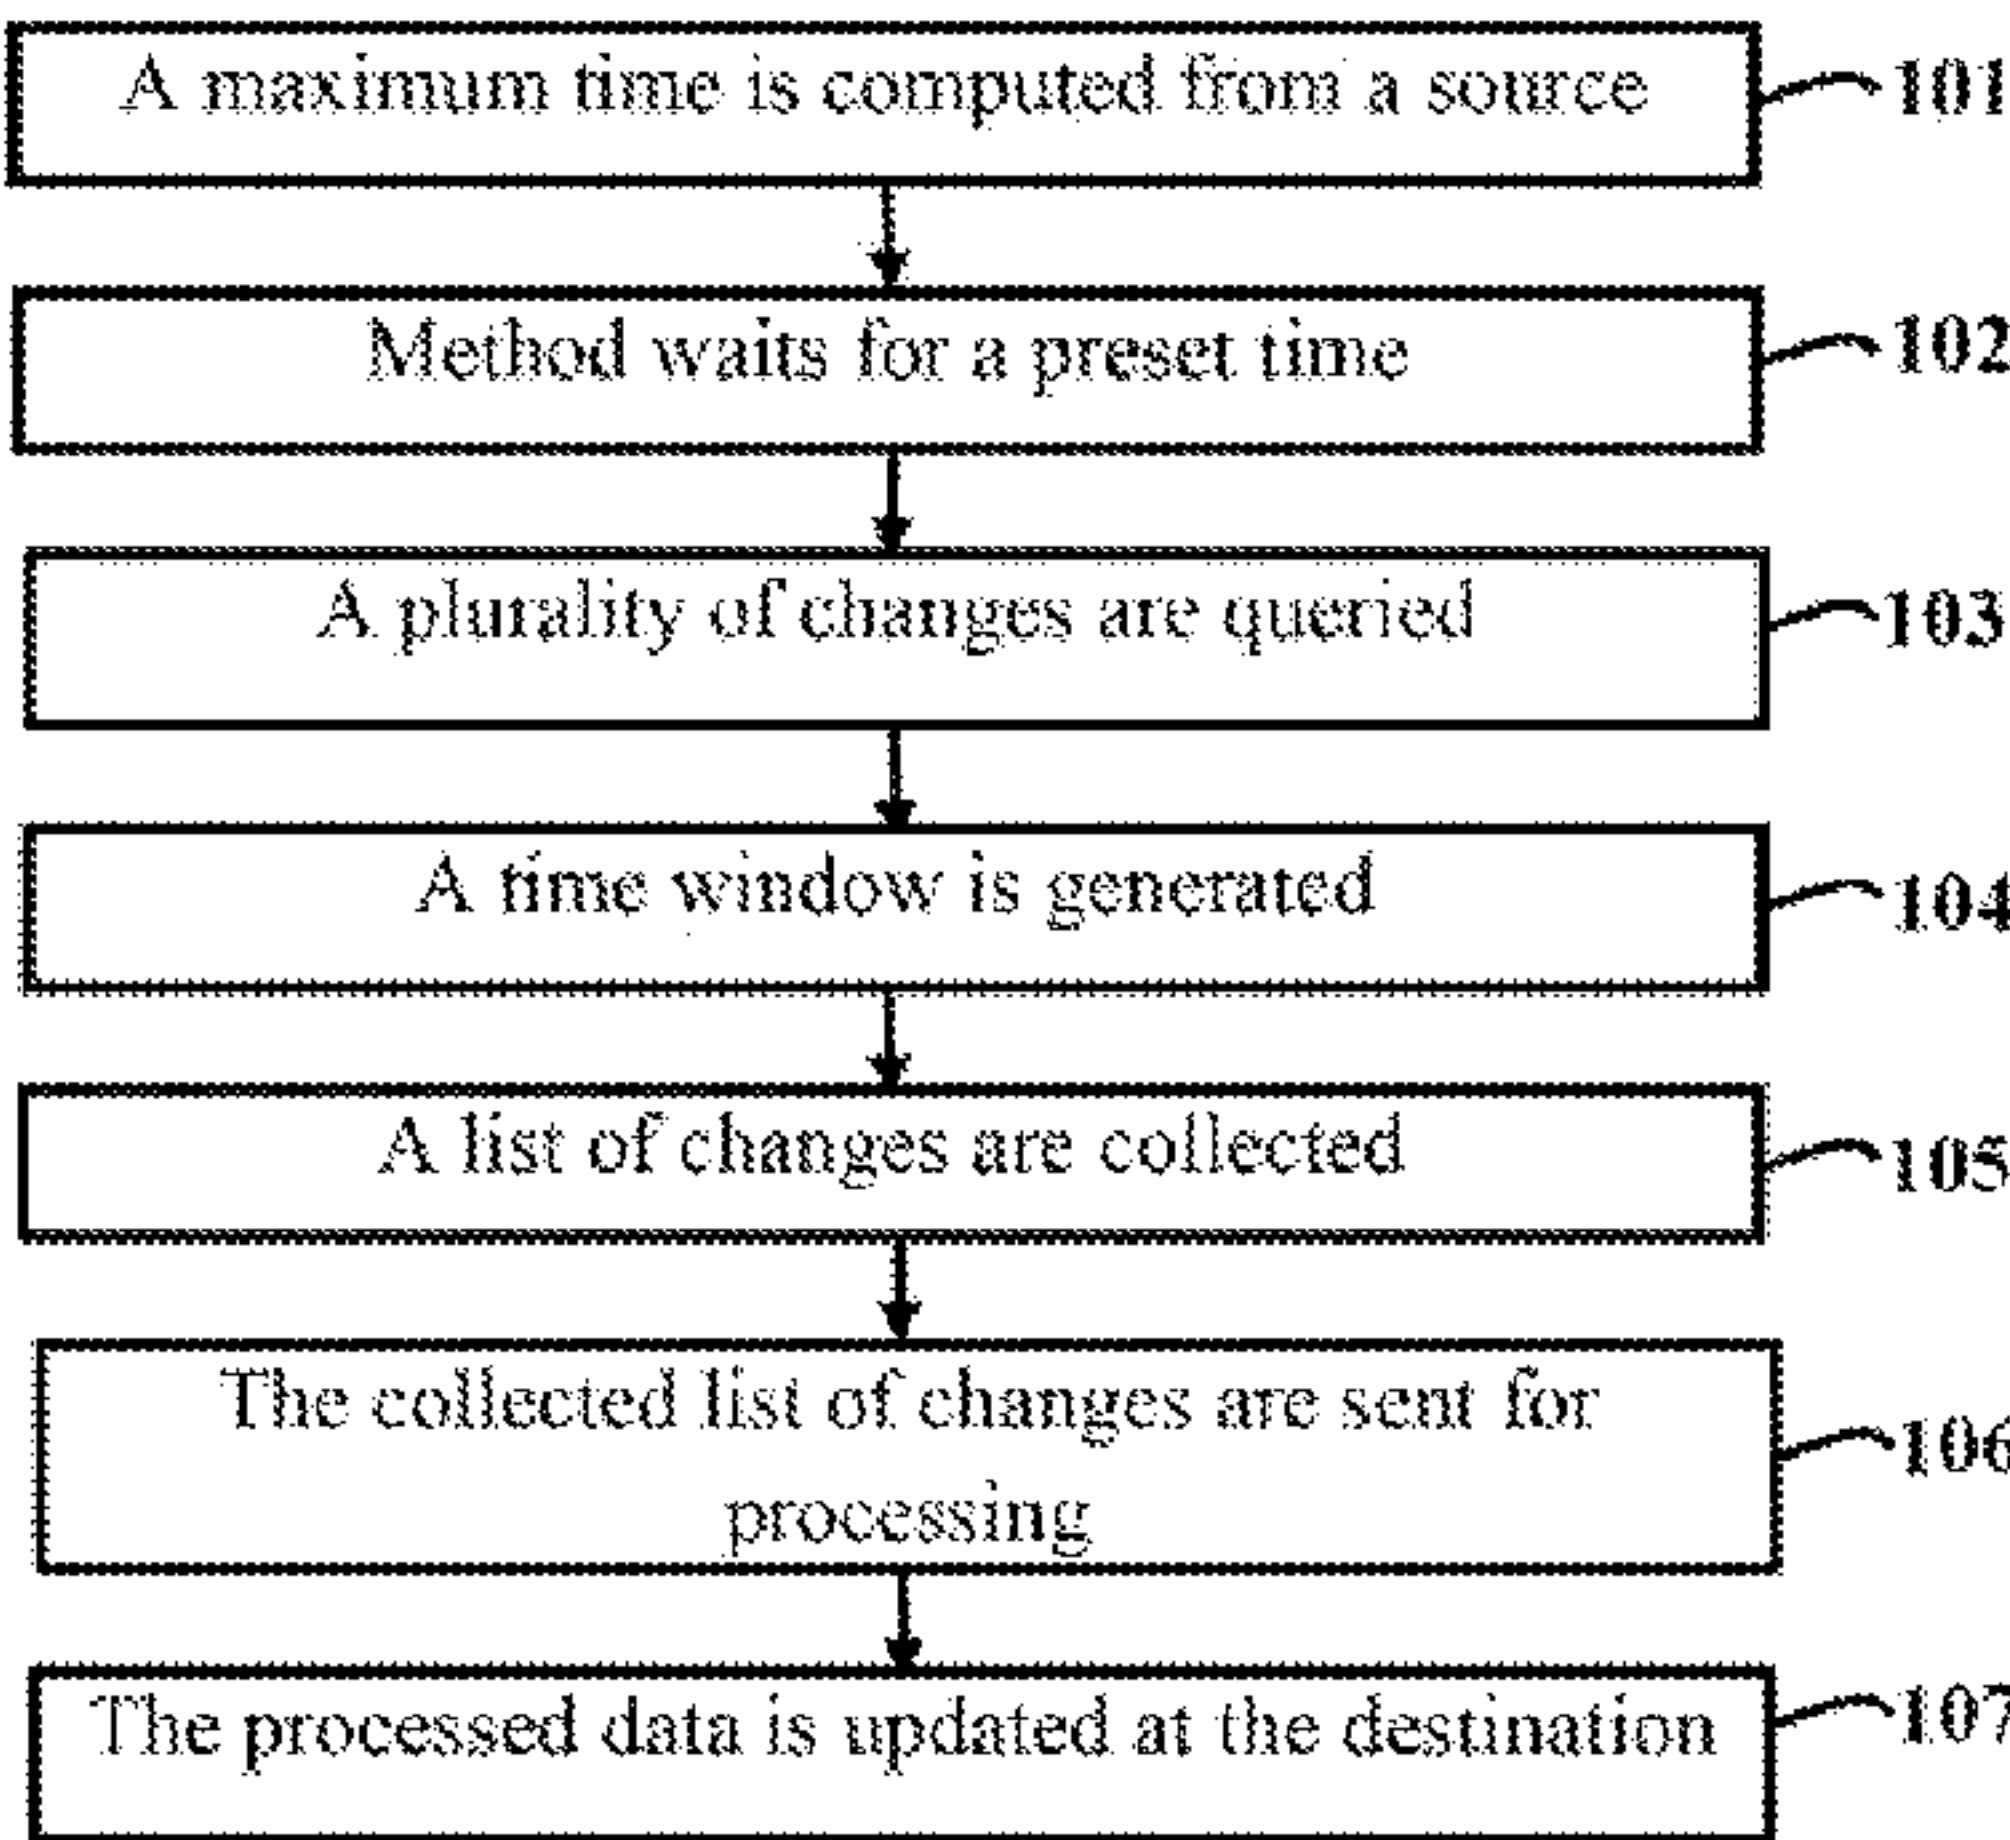 A maximum time is computed from a source 101
Method waits for a preset time 102
A plurality of changes are queried 103
A time window is generated 104
A list of changes are collected 105
The collected list of changes are sent for
processing 106
The processed data is updated at the destination 107